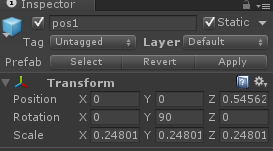 Inspector
pos1 Static
Tag Untagged Layer Default
Prefab Select Revert Apply
Transform
Position X 0 Y 0 Z 0.54562
Rotation X 0 Y 90 Z 0
Scale X 0.24801 Y 0.24801 Z 0.24801